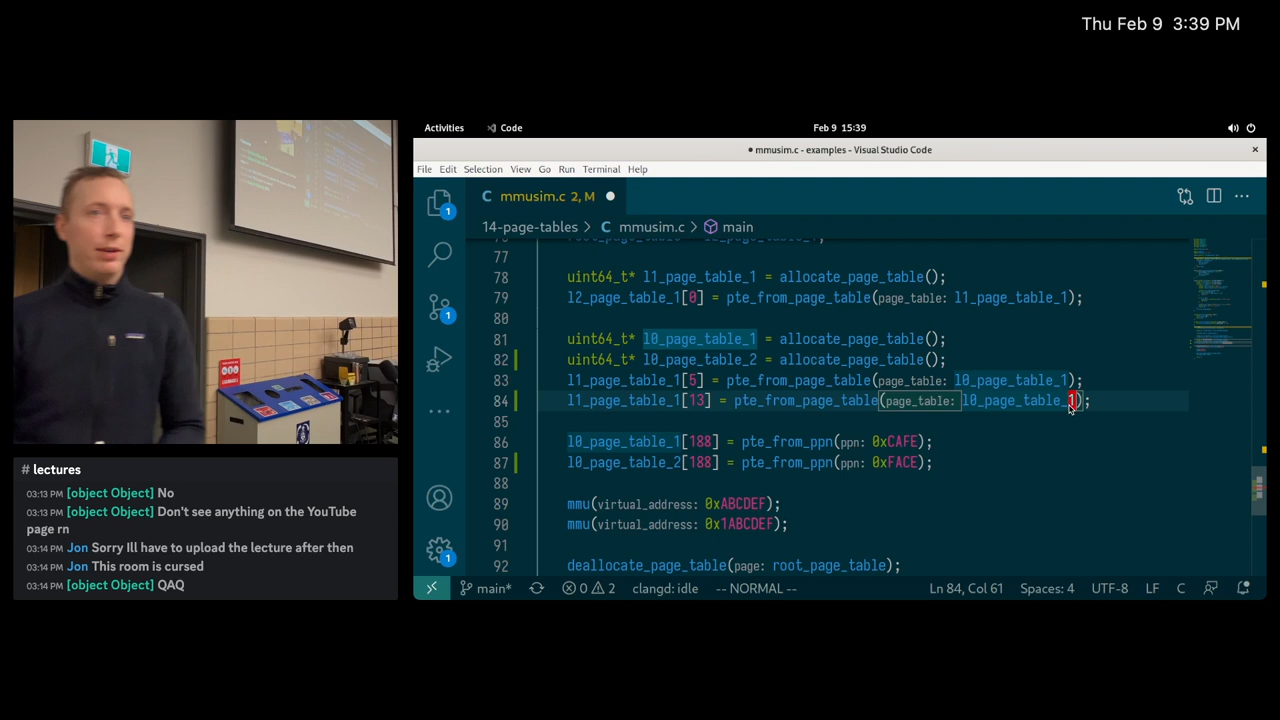 Thu Feb 9 3:39 PM
Activities
Code
Feb 9 15:39
● mmusim.c - examples - Visual Studio Code
File Edit Selection View Go Run Terminal Help
C mmusim.c 2, M
14-page-tables > C mmusim.c > main
77
78 uint64_t* l1_page_table_1 = allocate_page_table();
79 l2_page_table_1[0] = pte_from_page_table(page_table: l1_page_table_1);
80
81 uint64_t* l0_page_table_1 = allocate_page_table();
82 uint64_t* l0_page_table_2 = allocate_page_table();
83 l1_page_table_1[5] = pte_from_page_table(page_table: l0_page_table_1);
84 l1_page_table_1[13] = pte_from_page_table(page_table: l0_page_table_1);
85
86 l0_page_table_1[188] = pte_from_ppn(ppn: 0xCAFE);
87 l0_page_table_2[188] = pte_from_ppn(ppn: 0xFACE);
88
89 mmu(virtual_address: 0xABCDEF);
90 mmu(virtual_address: 0x1ABCDEF);
91
92 deallocate_page_table(page: root_page_table);
1
1
1
main* 0 2 clangd: idle -- NORMAL -- Ln 84, Col 61 Spaces: 4 UTF-8 LF C
# lectures
03:13 PM [object Object] No
03:13 PM [object Object] Don't see anything on the YouTube
page rn
03:14 PM Jon Sorry Ill have to upload the lecture after then
03:14 PM Jon This room is cursed
03:14 PM [object Object] QAQ